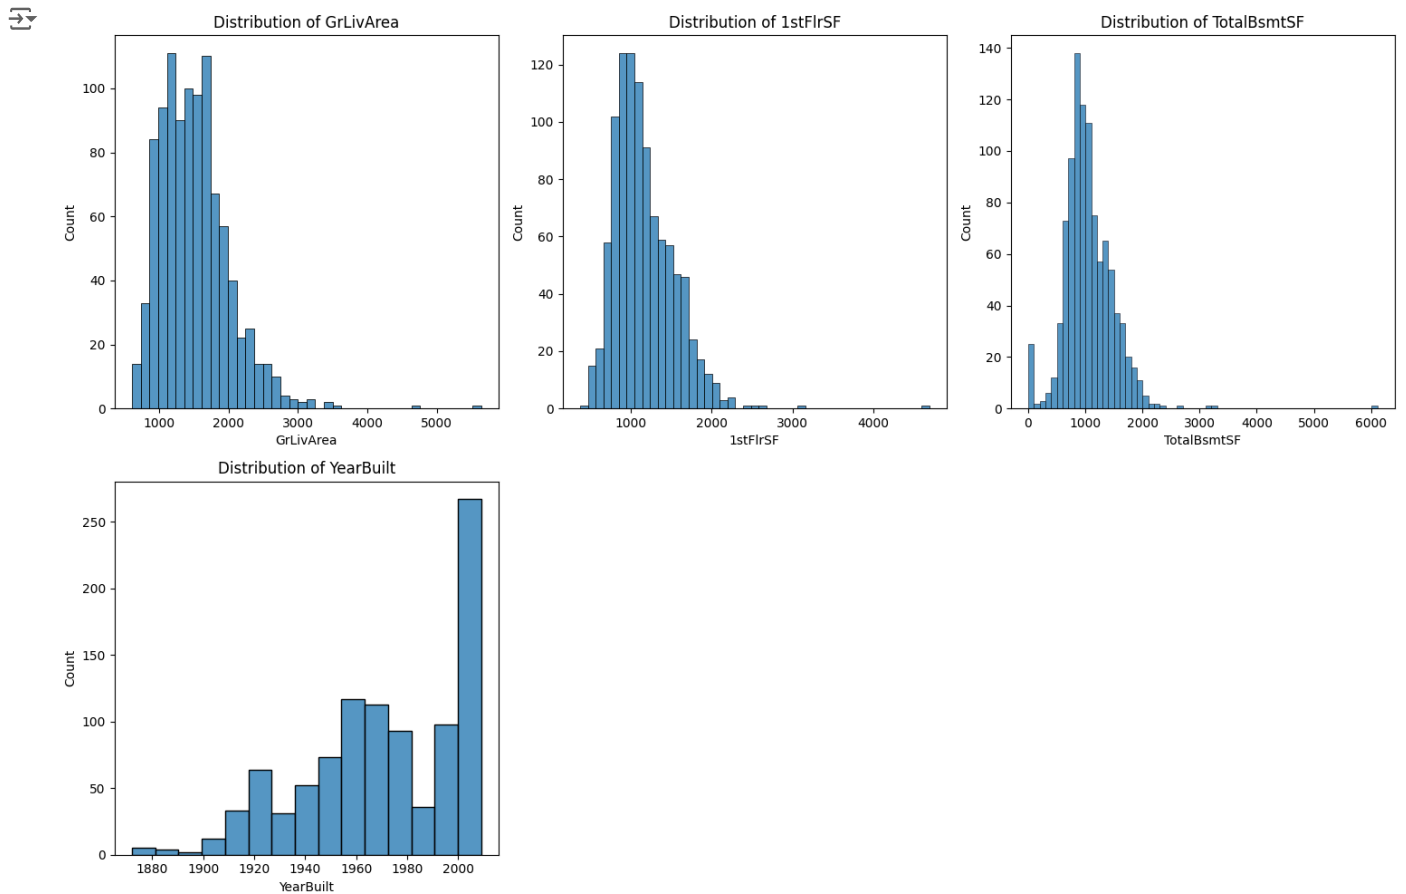 Distribution of GrLivArea
100
80
60
40
20
0
Count
1000 2000 3000 4000 5000
GrLivArea
Distribution of 1stFlrSF
120
100
80
60
40
20
0
Count
1000 2000 3000 4000
1stFlrSF
Distribution of TotalBsmtSF
140
120
100
80
60
40
20
0
Count
0 1000 2000 3000 4000 5000 6000
TotalBsmtSF
Distribution of YearBuilt
250
200
150
100
50
0
Count
1880 1900 1920 1940 1960 1980 2000
YearBuilt